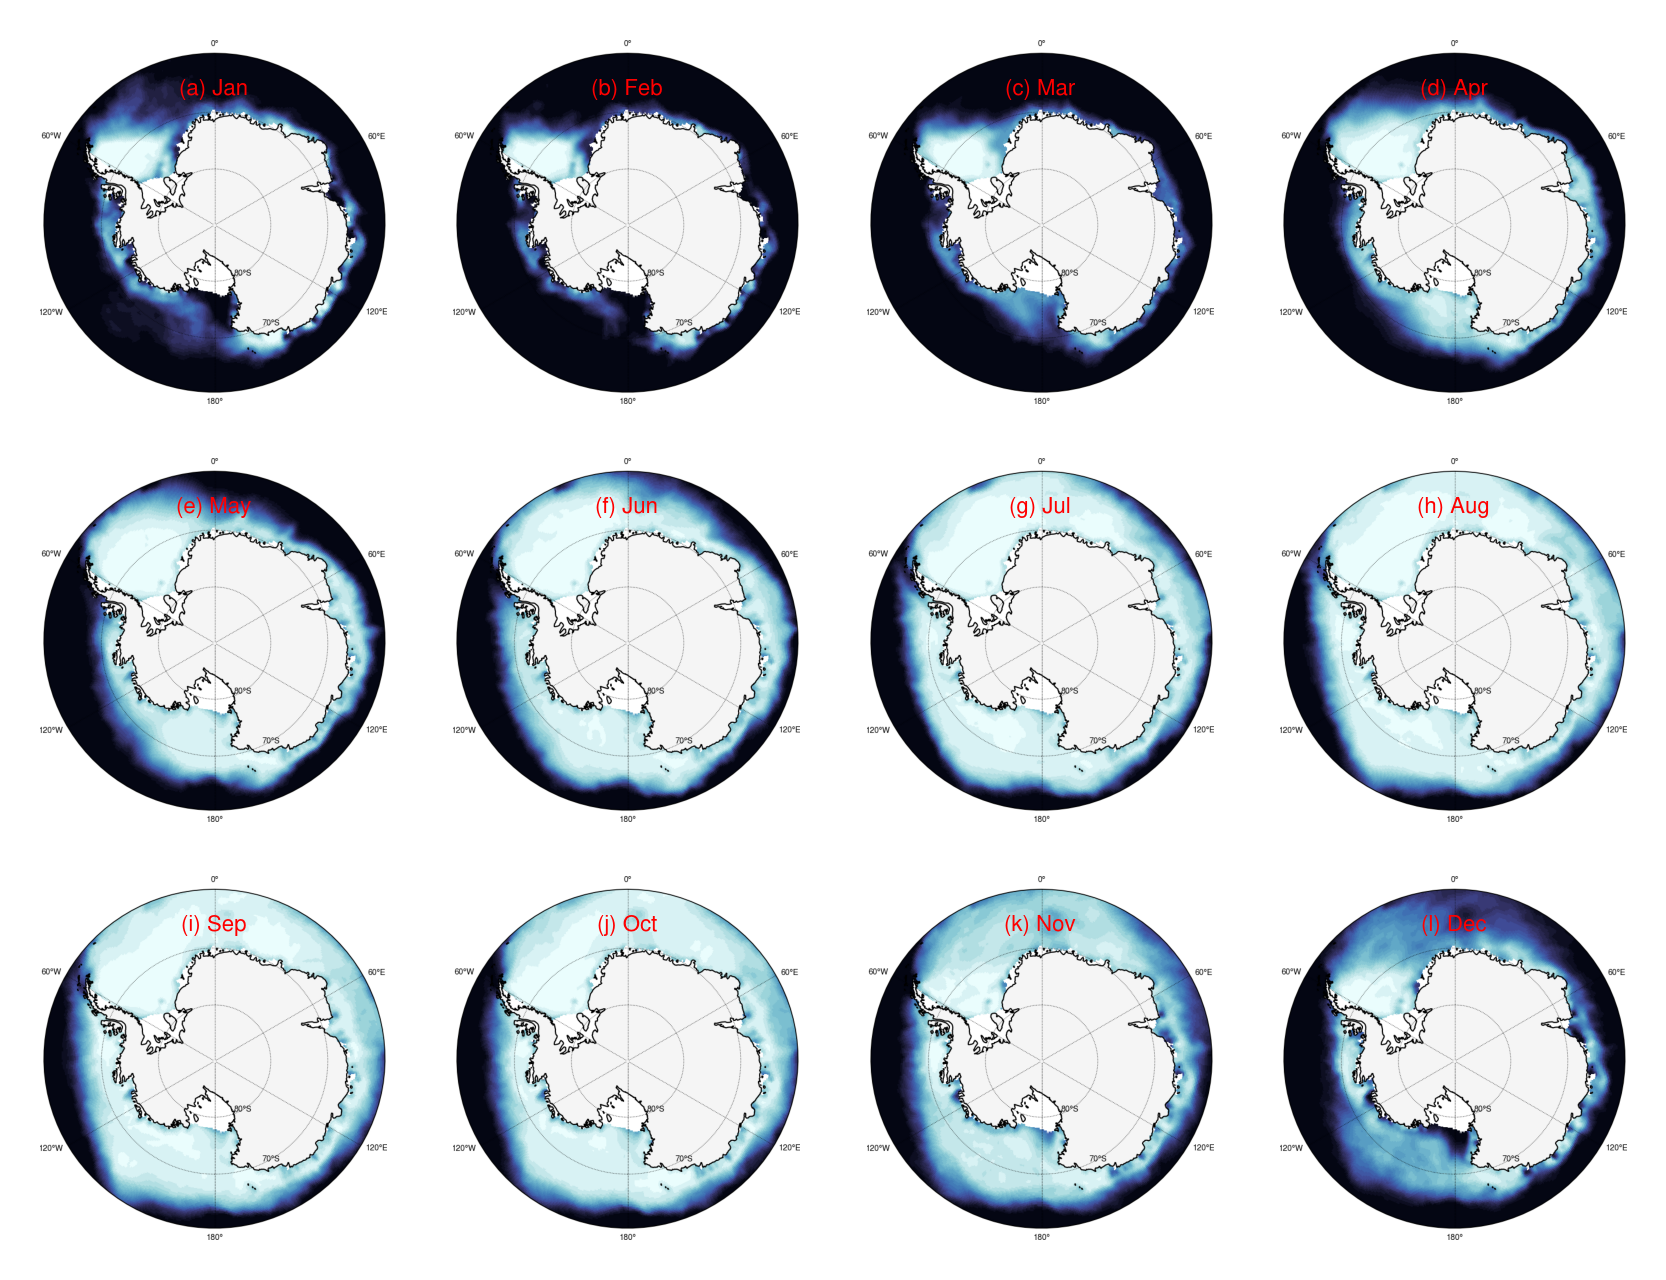 0° 0° 0° 0°
(a) Jan (b) Feb (c) Mar (d) Apr
60°W 60°E 60°W 60°E 60°W 60°E 60°W 60°E
80°S 80°S 80°S 80°S
120°W 70°S 120°E 120°W 70°S 120°E 120°W 70°S 120°E 120°W 70°S 120°E
180° 180° 180° 180°
0° 0° 0° 0°
(e) May (f) Jun (g) Jul (h) Aug
60°W 60°E 60°W 60°E 60°W 60°E 60°W 60°E
80°S 80°S 80°S 80°S
120°W 70°S 120°E 120°W 70°S 120°E 120°W 70°S 120°E 120°W 70°S 120°E
180° 180° 180° 180°
0° 0° 0° 0°
(i) Sep (j) Oct (k) Nov (l) Dec
60°W 60°E 60°W 60°E 60°W 60°E 60°W 60°E
80°S 80°S 80°S 80°S
120°W 70°S 120°E 120°W 70°S 120°E 120°W 70°S 120°E 120°W 70°S 120°E
180° 180° 180° 180°